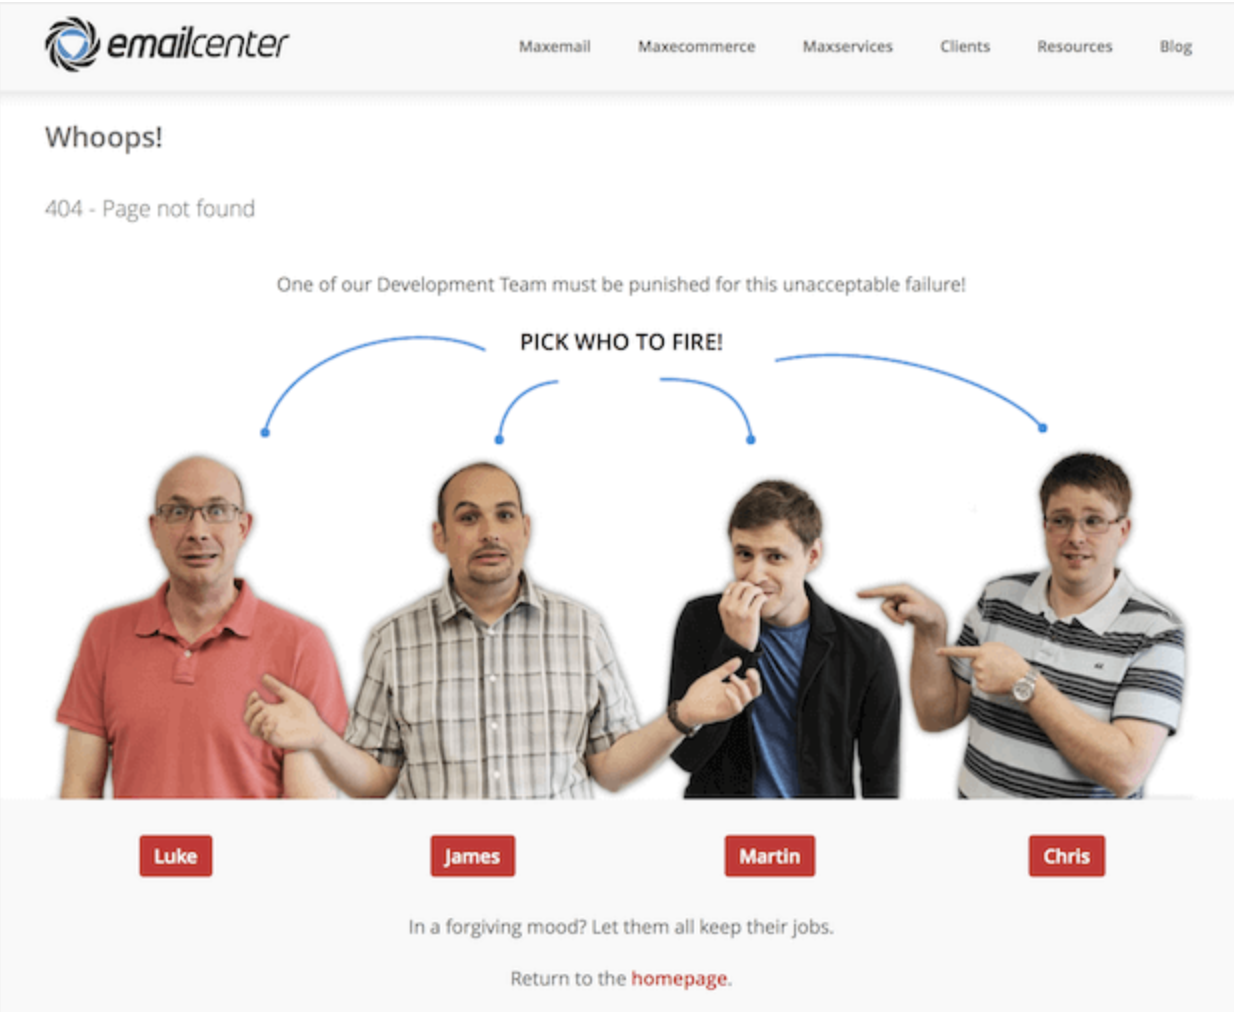 emailcenter
Maxemail Maxecommerce Maxservices Clients Resources Blog
Whoops!
404 - Page not found
One of our Development Team must be punished for this unacceptable failure!
PICK WHO TO FIRE!
Luke James Martin Chris
In a forgiving mood? Let them all keep their jobs.
Return to the homepage.